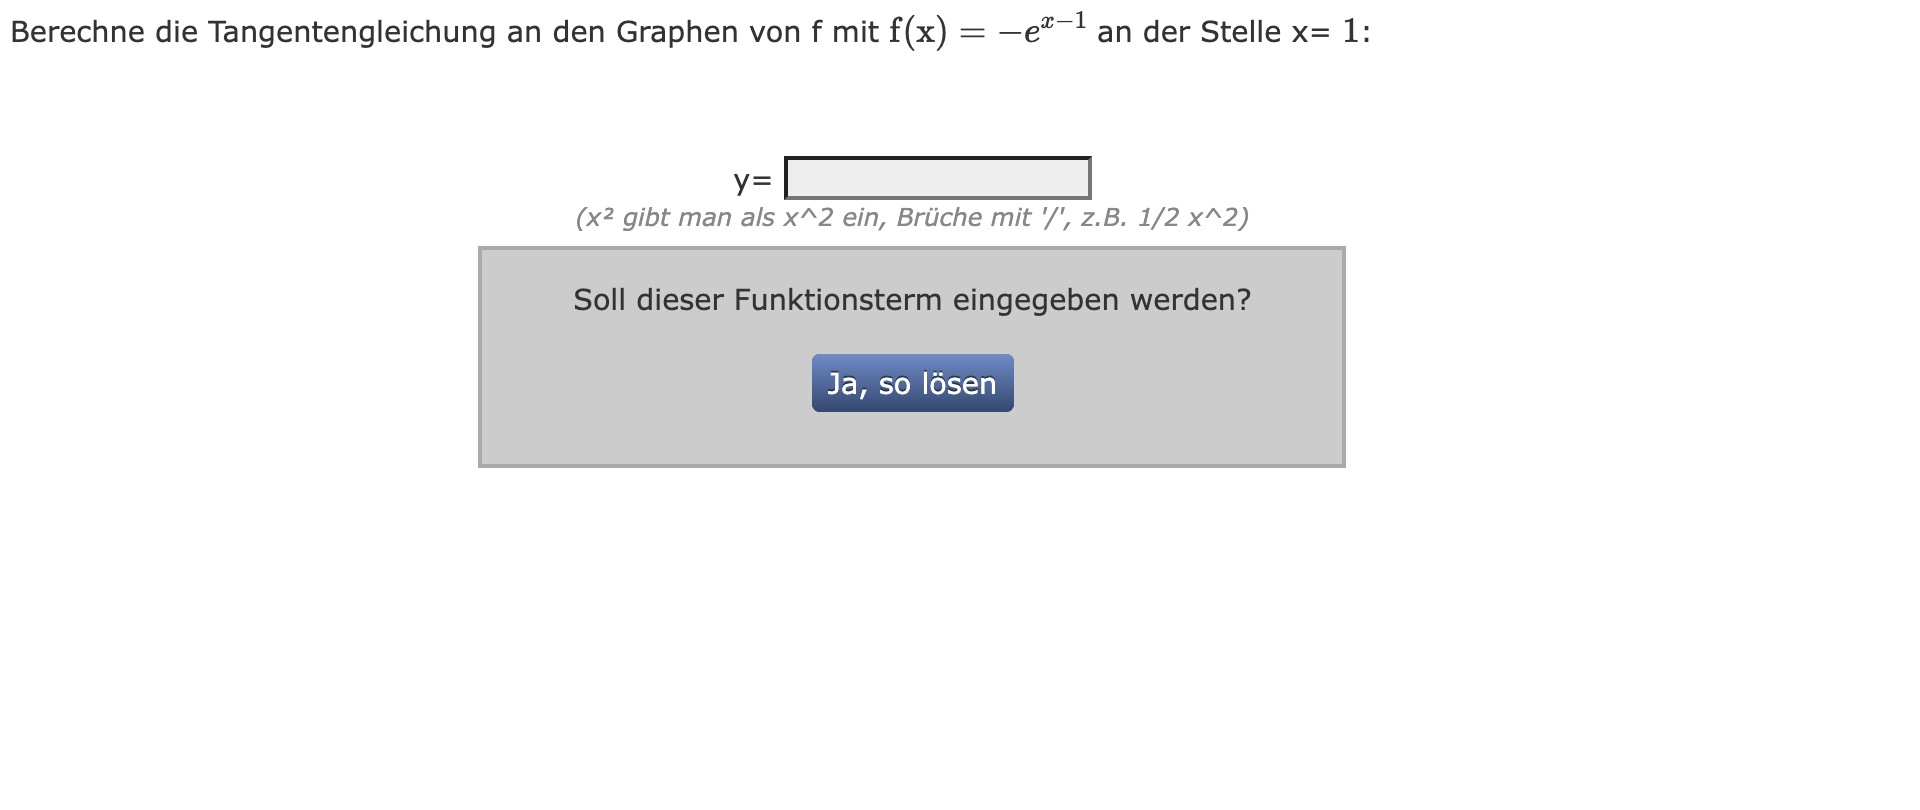 Berechne die Tangentengleichung an den Graphen von f mit f(x) = −e^{x−1} an der Stelle x= 1:
y=
(x² gibt man als x^2 ein, Brüche mit '/', z.B. 1/2 x^2)
Soll dieser Funktionsterm eingegeben werden?
Ja, so lösen